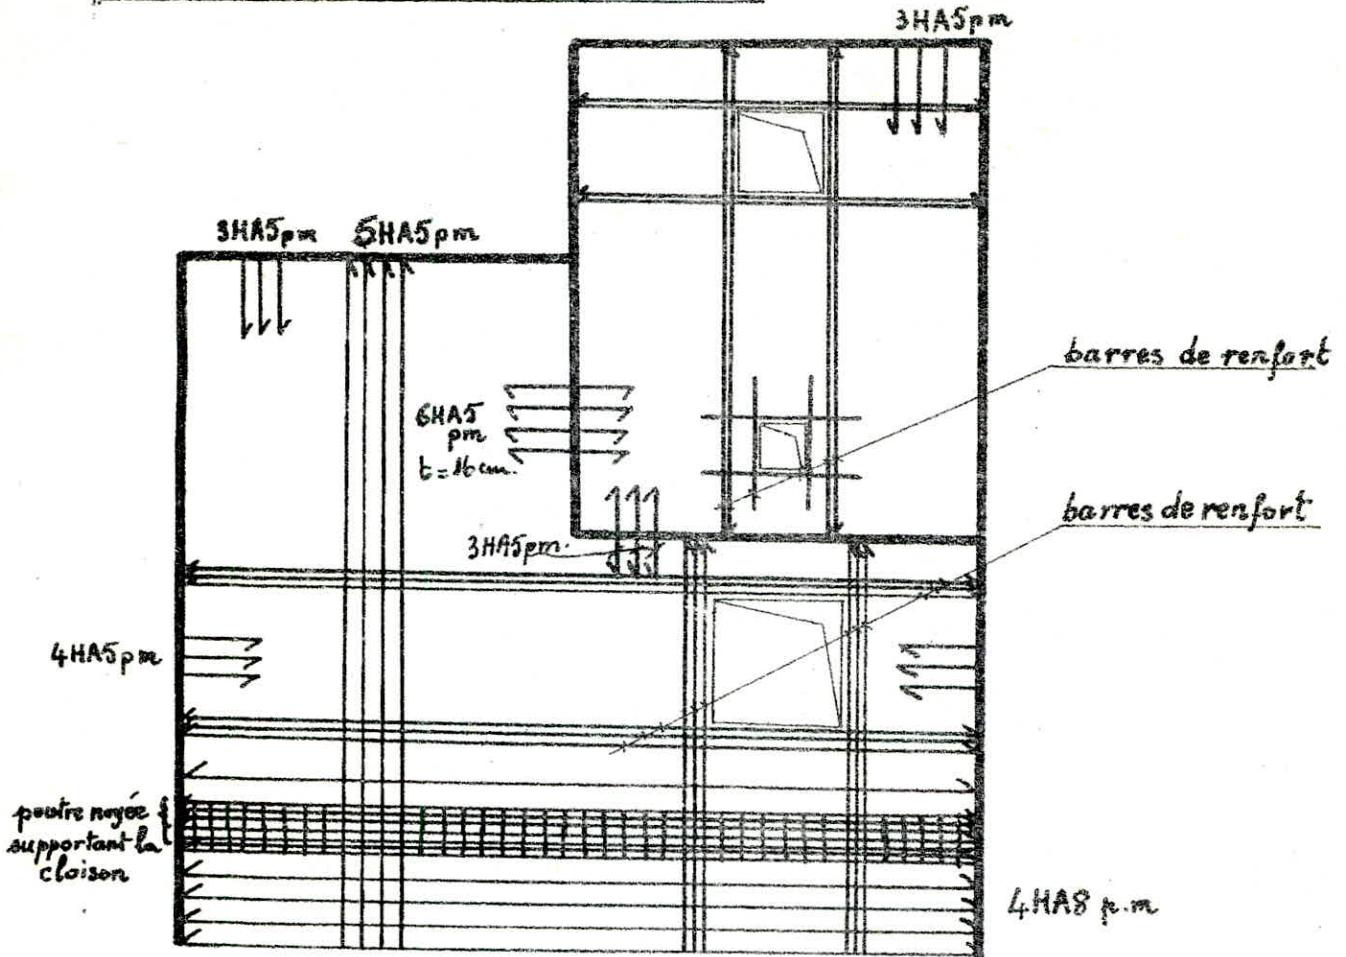 3HA5pm
3HA5pm
5HA5pm
barres de renfort
6HA5
pm
t=16cm.
barres de renfort
3HA5pm.
4HA5pm
poutre noyée
supportant la
cloison
4HA8 p.m